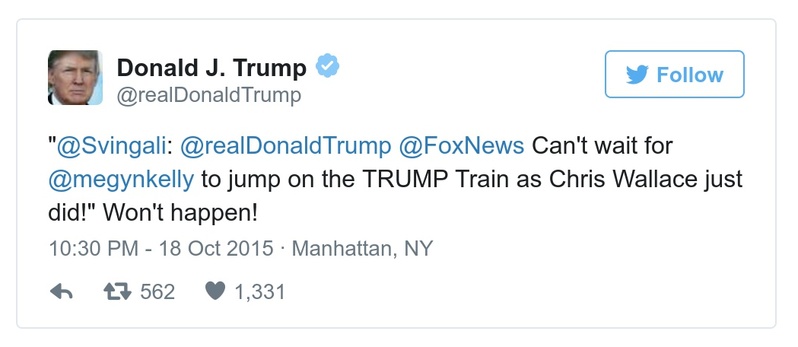 Donald J. Trump
@realDonaldTrump
Follow
"@Svingali: @realDonaldTrump @FoxNews Can't wait for
@megynkelly to jump on the TRUMP Train as Chris Wallace just
did!" Won't happen!
10:30 PM - 18 Oct 2015 · Manhattan, NY
562
1,331